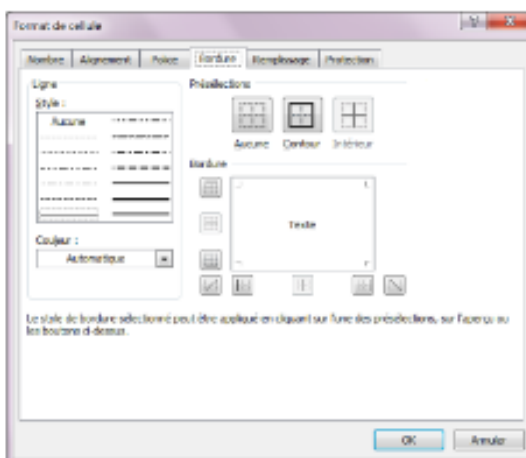 Format de cellule
Nombre Alignement Police Bordure Remplissage Protection
Ligne
Style :
Aucune
Couleur :
Automatique
Présélections
Aucune Contour Intérieur
Bordure
Texte
Le style de bordure sélectionné peut être appliqué en cliquant sur l'une des présélections, sur l'aperçu ou
les boutons ci-dessus.
OK Annuler